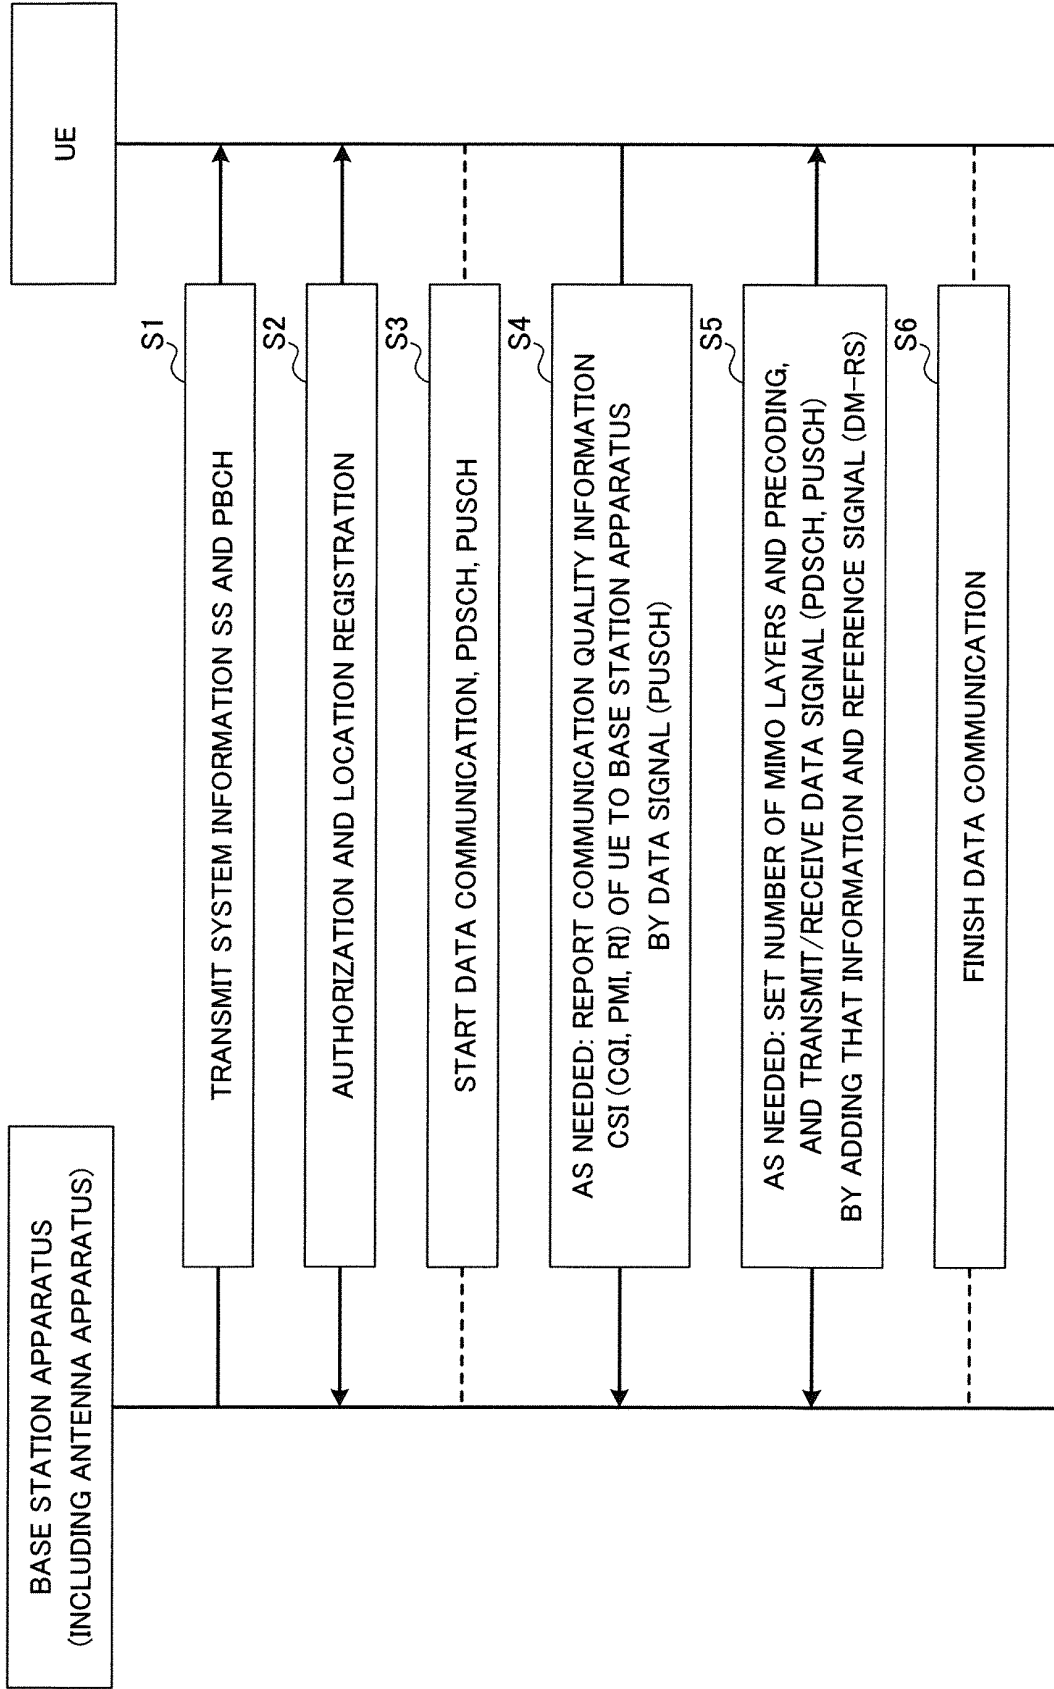 BASE STATION APPARATUS
(INCLUDING ANTENNA APPARATUS)
UE
S1
TRANSMIT SYSTEM INFORMATION SS AND PBCH
S2
AUTHORIZATION AND LOCATION REGISTRATION
S3
START DATA COMMUNICATION, PDSCH, PUSCH
S4
AS NEEDED: REPORT COMMUNICATION QUALITY INFORMATION
CSI (CQI, PMI, RI) OF UE TO BASE STATION APPARATUS
BY DATA SIGNAL (PUSCH)
S5
AS NEEDED: SET NUMBER OF MIMO LAYERS AND PRECODING,
AND TRANSMIT/RECEIVE DATA SIGNAL (PDSCH, PUSCH)
BY ADDING THAT INFORMATION AND REFERENCE SIGNAL (DM-RS)
S6
FINISH DATA COMMUNICATION